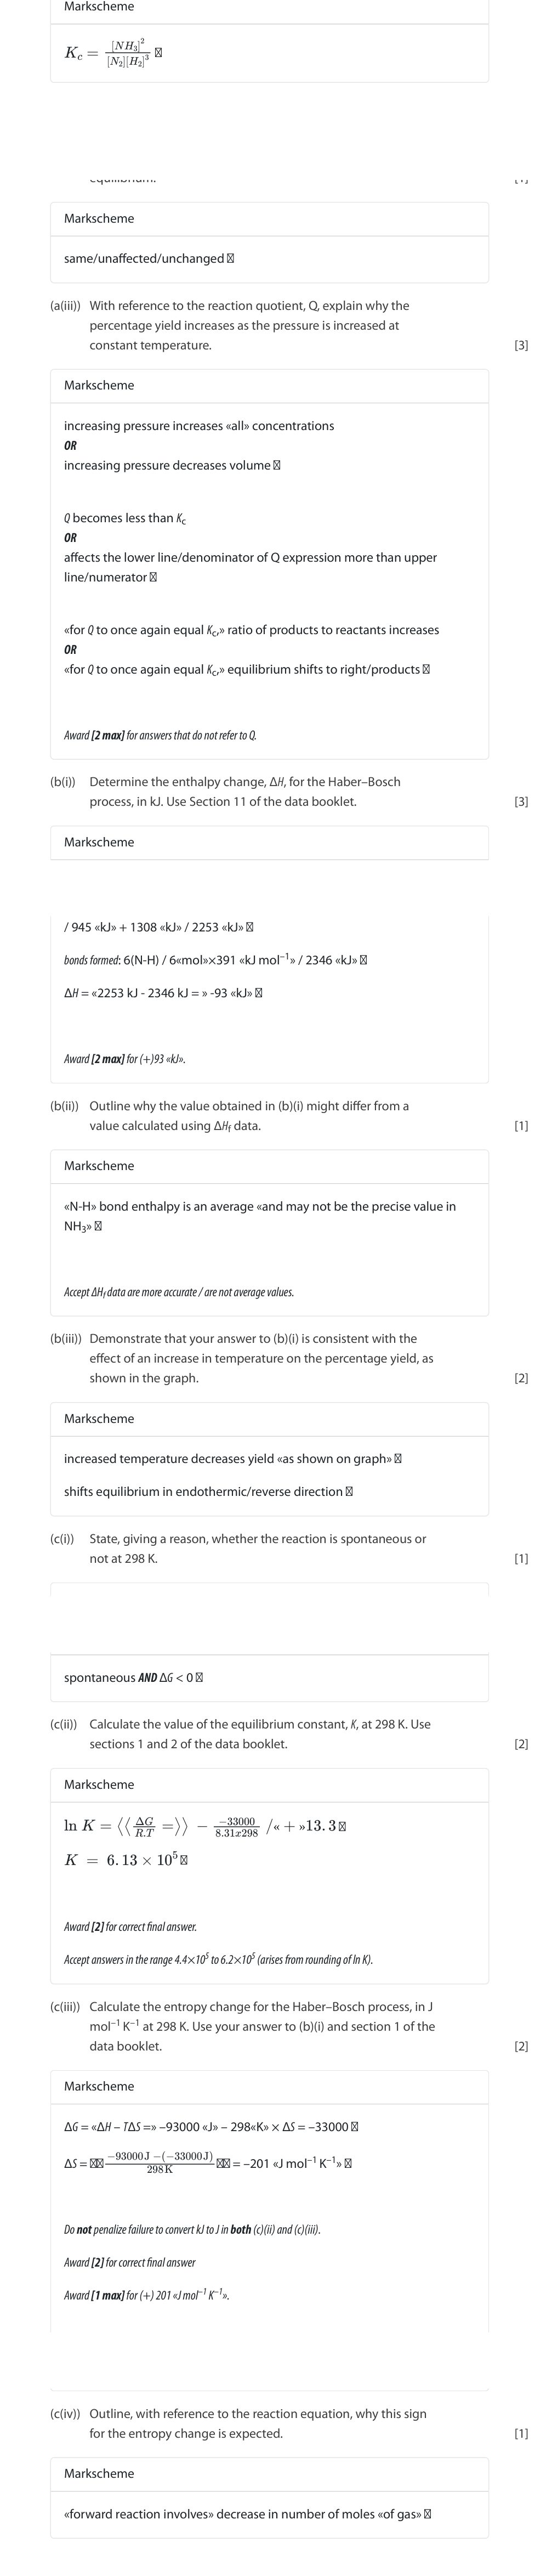 Markscheme
K_c = [NH_3]^2 / [N_2][H_2]^3
Markscheme
same/unaffected/unchanged
(a(iii)) With reference to the reaction quotient, Q, explain why the
percentage yield increases as the pressure is increased at
constant temperature. [3]
Markscheme
increasing pressure increases «all» concentrations
OR
increasing pressure decreases volume
Q becomes less than K_c
OR
affects the lower line/denominator of Q expression more than upper
line/numerator
«for Q to once again equal K_c,» ratio of products to reactants increases
OR
«for Q to once again equal K_c,» equilibrium shifts to right/products
Award [2 max] for answers that do not refer to Q.
(b(i)) Determine the enthalpy change, ΔH, for the Haber–Bosch
process, in kJ. Use Section 11 of the data booklet. [3]
Markscheme
/ 945 «kJ» + 1308 «kJ» / 2253 «kJ»
bonds formed: 6(N-H) / 6«mol»×391 «kJ mol⁻¹» / 2346 «kJ»
ΔH = «2253 kJ - 2346 kJ = » -93 «kJ»
Award [2 max] for (+)93 «kJ».
(b(ii)) Outline why the value obtained in (b)(i) might differ from a
value calculated using ΔH_f data. [1]
Markscheme
«N-H» bond enthalpy is an average «and may not be the precise value in
NH₃»
Accept ΔH_f data are more accurate / are not average values.
(b(iii)) Demonstrate that your answer to (b)(i) is consistent with the
effect of an increase in temperature on the percentage yield, as
shown in the graph. [2]
Markscheme
increased temperature decreases yield «as shown on graph»
shifts equilibrium in endothermic/reverse direction
(c(i)) State, giving a reason, whether the reaction is spontaneous or
not at 298 K. [1]
spontaneous AND ΔG < 0
(c(ii)) Calculate the value of the equilibrium constant, K, at 298 K. Use
sections 1 and 2 of the data booklet. [2]
Markscheme
ln K = ⟨⟨ ΔG / R.T =⟩⟩ − −33000 / 8.31x298 /« + »13.3
K = 6.13 × 10⁵
Award [2] for correct final answer.
Accept answers in the range 4.4×10⁵ to 6.2×10⁵ (arises from rounding of ln K).
(c(iii)) Calculate the entropy change for the Haber–Bosch process, in J
mol⁻¹ K⁻¹ at 298 K. Use your answer to (b)(i) and section 1 of the
data booklet. [2]
Markscheme
ΔG = «ΔH – TΔS =» –93000 «J» – 298«K» × ΔS = –33000
ΔS = −93000 J −(−33000 J) / 298 K = –201 «J mol⁻¹ K⁻¹»
Do not penalize failure to convert kJ to J in both (c)(ii) and (c)(iii).
Award [2] for correct final answer
Award [1 max] for (+) 201 «J mol⁻¹ K⁻¹».
(c(iv)) Outline, with reference to the reaction equation, why this sign
for the entropy change is expected. [1]
Markscheme
«forward reaction involves» decrease in number of moles «of gas»